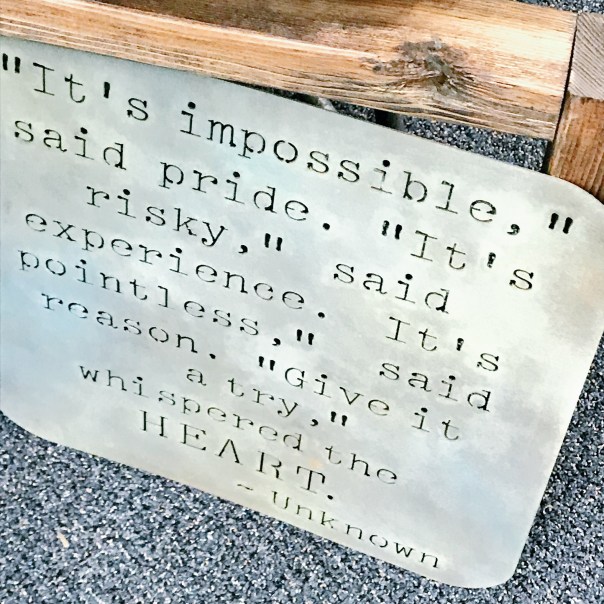 "It's impossible,"
said pride. "It's
risky," said
experience. It's
pointless," said
reason. "Give it
a try,"
whispered the
HEART.
~ Unknown